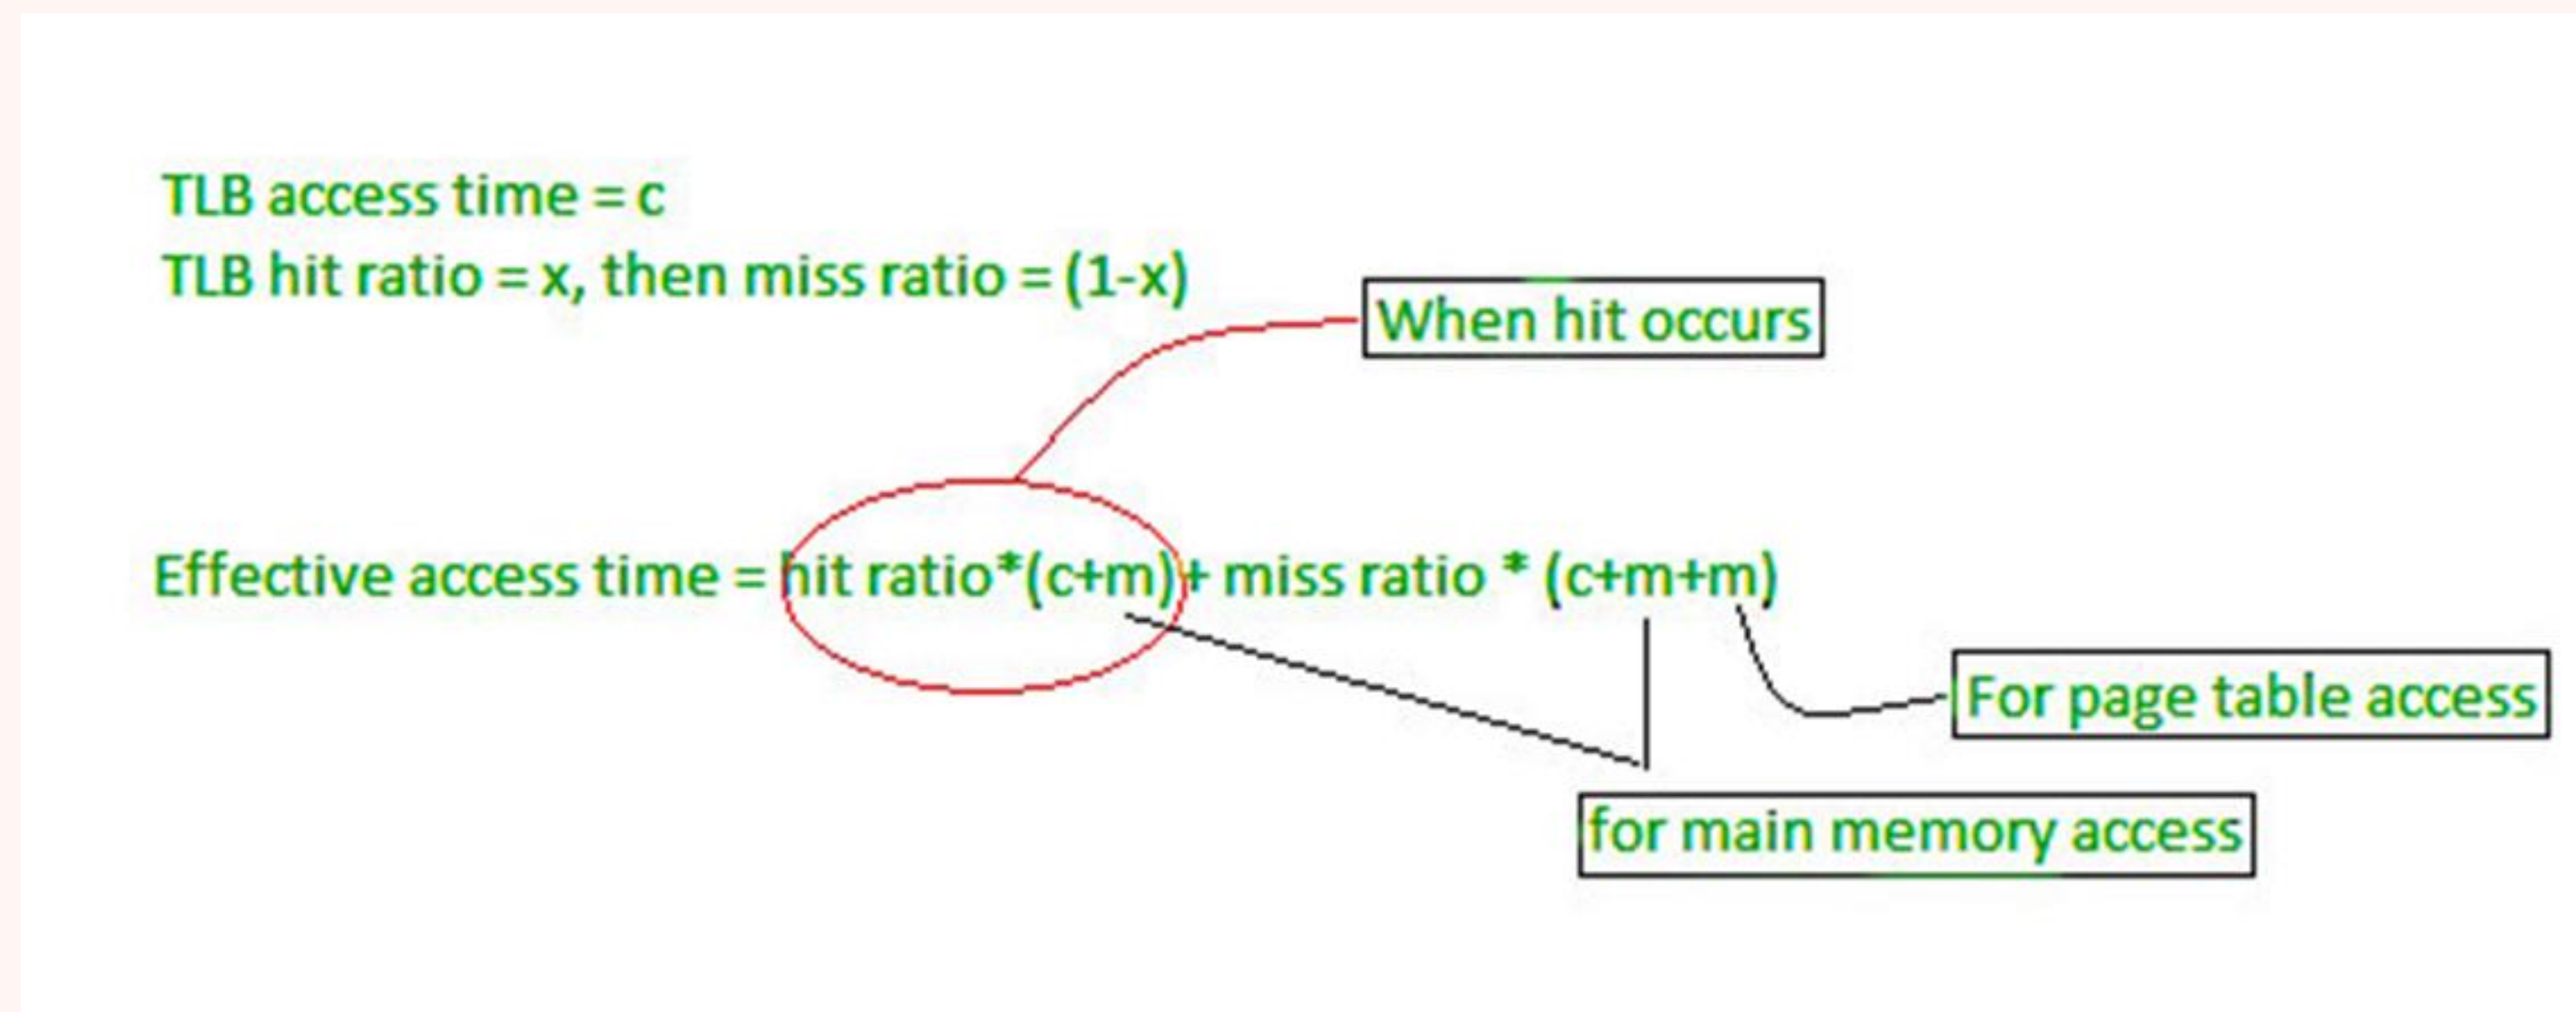 TLB access time = c
TLB hit ratio = x, then miss ratio = (1-x)
When hit occurs
Effective access time = hit ratio*(c+m)+ miss ratio * (c+m+m)
For page table access
for main memory access